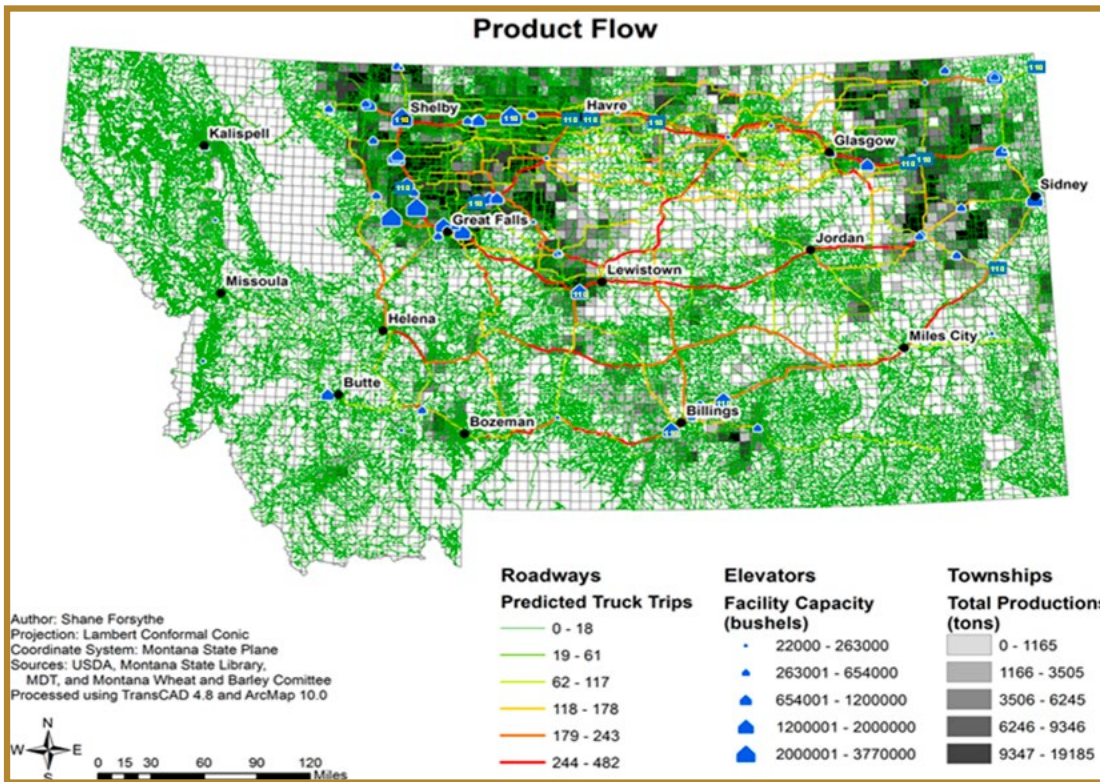 Product Flow
Shelby
Havre
Kalispell
Glasgow
Sidney
Great Falls
Jordan
Lewistown
Missoula
Helena
Miles City
Butte
Billings
Bozeman
Roadways
Predicted Truck Trips
0 - 18
19 - 61
62 - 117
118 - 178
179 - 243
244 - 482
Elevators
Facility Capacity
(bushels)
22000 - 263000
263001 - 654000
654001 - 1200000
1200001 - 2000000
2000001 - 3770000
Townships
Total Productions
(tons)
0 - 1165
1166 - 3505
3506 - 6245
6246 - 9346
9347 - 19185
Author: Shane Forsythe
Projection: Lambert Conformal Conic
Coordinate System: Montana State Plane
Sources: USDA, Montana State Library,
MDT, and Montana Wheat and Barley Comittee
Processed using TransCAD 4.8 and ArcMap 10.0
N
W E
S
0 30 60 90 120
Miles